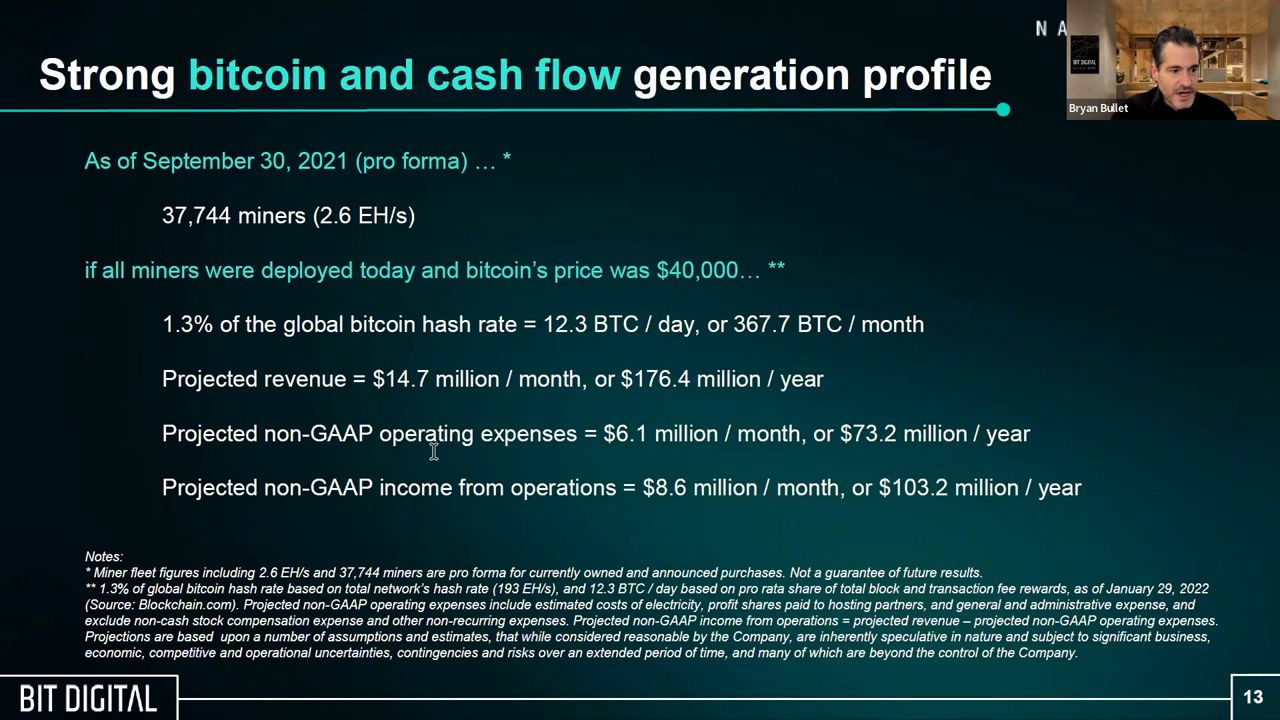 N A
Strong bitcoin and cash flow generation profile
BIT DIGITAL
Bryan Bullet
As of September 30, 2021 (pro forma) … *
37,744 miners (2.6 EH/s)
if all miners were deployed today and bitcoin’s price was $40,000… **
1.3% of the global bitcoin hash rate = 12.3 BTC / day, or 367.7 BTC / month
Projected revenue = $14.7 million / month, or $176.4 million / year
Projected non-GAAP operating expenses = $6.1 million / month, or $73.2 million / year
Projected non-GAAP income from operations = $8.6 million / month, or $103.2 million / year
Notes:
* Miner fleet figures including 2.6 EH/s and 37,744 miners are pro forma for currently owned and announced purchases. Not a guarantee of future results.
** 1.3% of global bitcoin hash rate based on total network’s hash rate (193 EH/s), and 12.3 BTC / day based on pro rata share of total block and transaction fee rewards, as of January 29, 2022
(Source: Blockchain.com). Projected non-GAAP operating expenses include estimated costs of electricity, profit shares paid to hosting partners, and general and administrative expense, and
exclude non-cash stock compensation expense and other non-recurring expenses. Projected non-GAAP income from operations = projected revenue – projected non-GAAP operating expenses.
Projections are based upon a number of assumptions and estimates, that while considered reasonable by the Company, are inherently speculative in nature and subject to significant business,
economic, competitive and operational uncertainties, contingencies and risks over an extended period of time, and many of which are beyond the control of the Company.
BIT DIGITAL
13